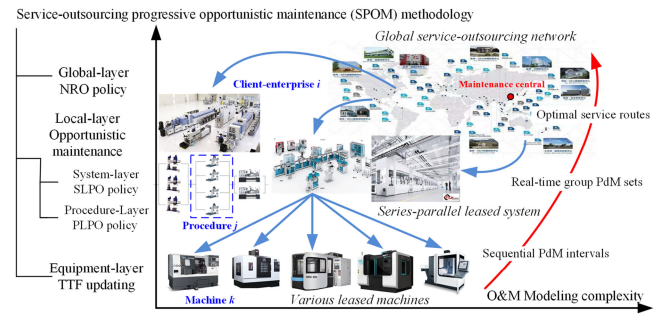 Service-outsourcing progressive opportunistic maintenance (SPOM) methodology
Global service-outsourcing network
Global-layer
NRO policy
Client-enterprise i
Maintenance central
Local-layer
Opportunistic
maintenance
Optimal service routes
System-layer
SLPO policy
Real-time group PdM sets
Procedure-Layer
PLPO policy
Procedure j
Series-parallel leased system
Sequential PdM intervals
Equipment-layer
TTF updating
Machine k
Various leased machines
O&M Modeling complexity